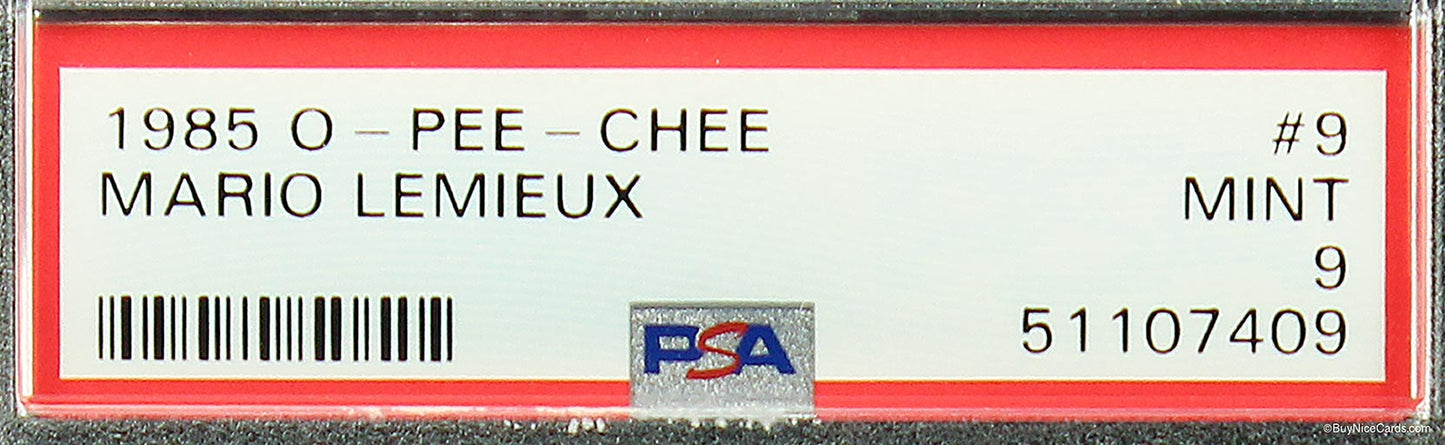 1985 O - PEE - CHEE #9
MARIO LEMIEUX MINT
9
51107409
PSA
©BuyNiceCards.com